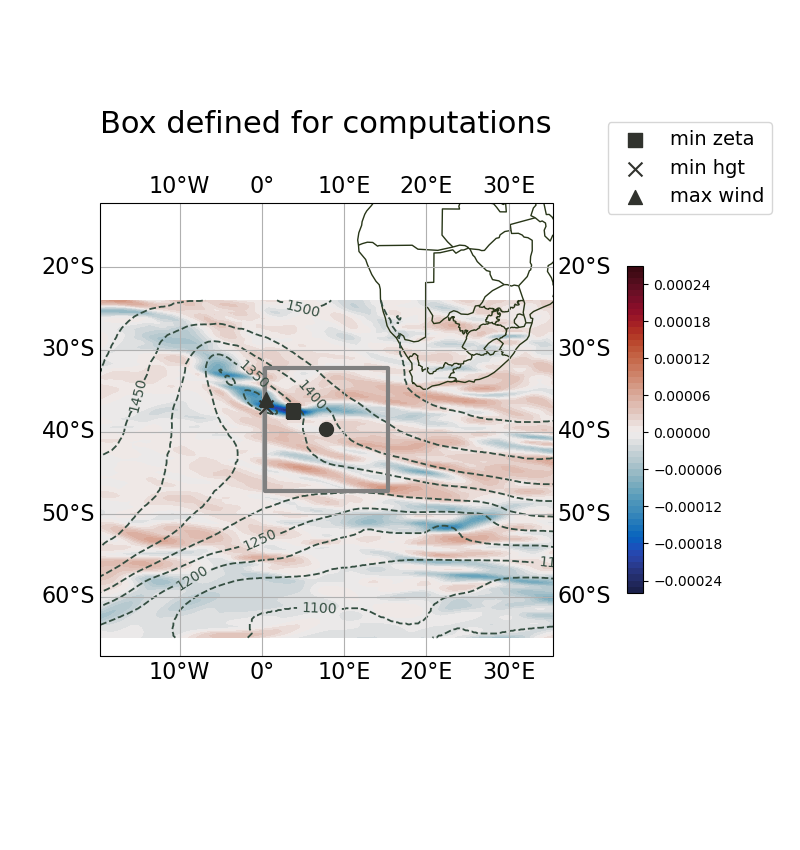 Box defined for computations
min zeta
min hgt
max wind
10°W 0° 10°E 20°E 30°E
20°S 20°S
30°S 30°S
40°S 40°S
50°S 50°S
60°S 60°S
1500
1350
1400
1450
1250
1200
11
1100
10°W 0° 10°E 20°E 30°E
0.00024
0.00018
0.00012
0.00006
0.00000
−0.00006
−0.00012
−0.00018
−0.00024